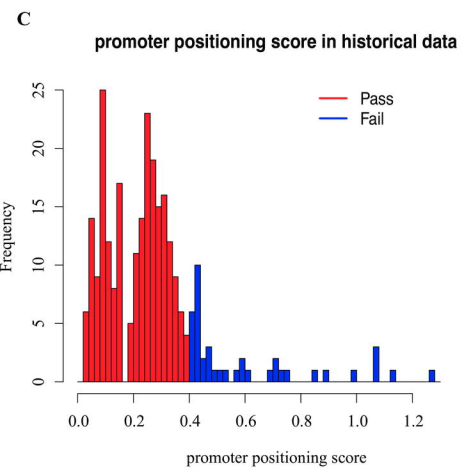 C
promoter positioning score in historical data
Pass
Fail
Frequency
25
20
15
10
5
0
0.0 0.2 0.4 0.6 0.8 1.0 1.2
promoter positioning score